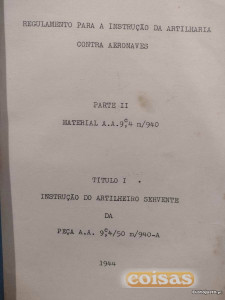 REGULAMENTO PARA A INSTRUÇÃO DA ARTILHARIA
CONTRA AERONAVES
PARTE II
MATERIAL A.A.9,4 m/940
TITULO I
INSTRUÇÃO DO ARTILHEIRO SERVENTE
DA
PEÇA A.A. 9,4/50 m/940-A
1944
coisas